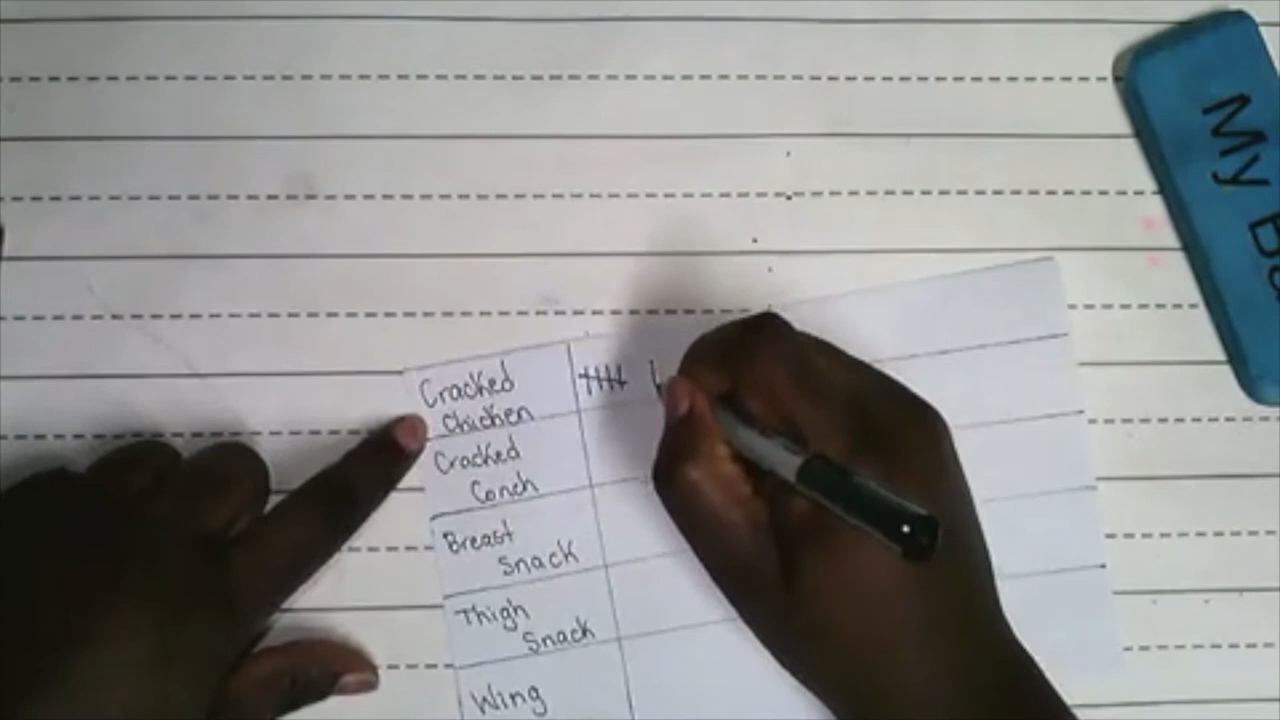 Cracked
Chicken
Cracked
Conch
Breast
Snack
Thigh
Snack
Wing
My